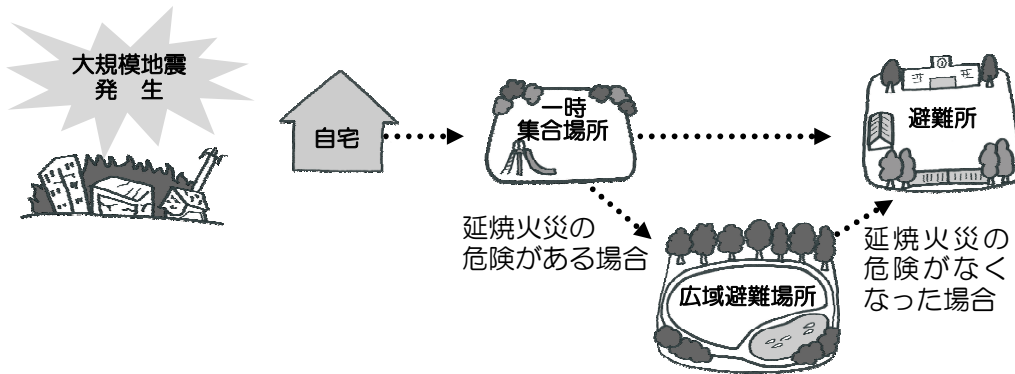 大規模地震
発 生
自宅
一時
集合場所
避難所
延焼火災の
危険がある場合
広域避難場所
延焼火災の
危険がなく
なった場合